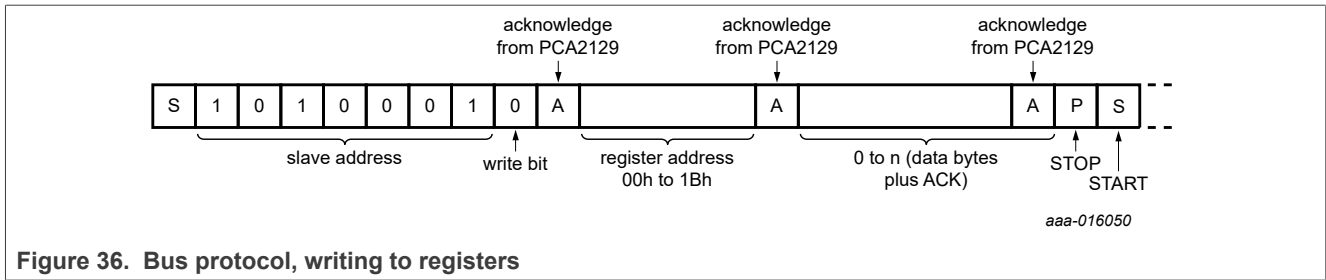 acknowledge acknowledge acknowledge
from PCA2129 from PCA2129 from PCA2129
S 1 0 1 0 0 0 1 0 A A A P S
slave address write bit register address 0 to n (data bytes STOP
00h to 1Bh plus ACK) START
aaa-016050
Figure 36. Bus protocol, writing to registers